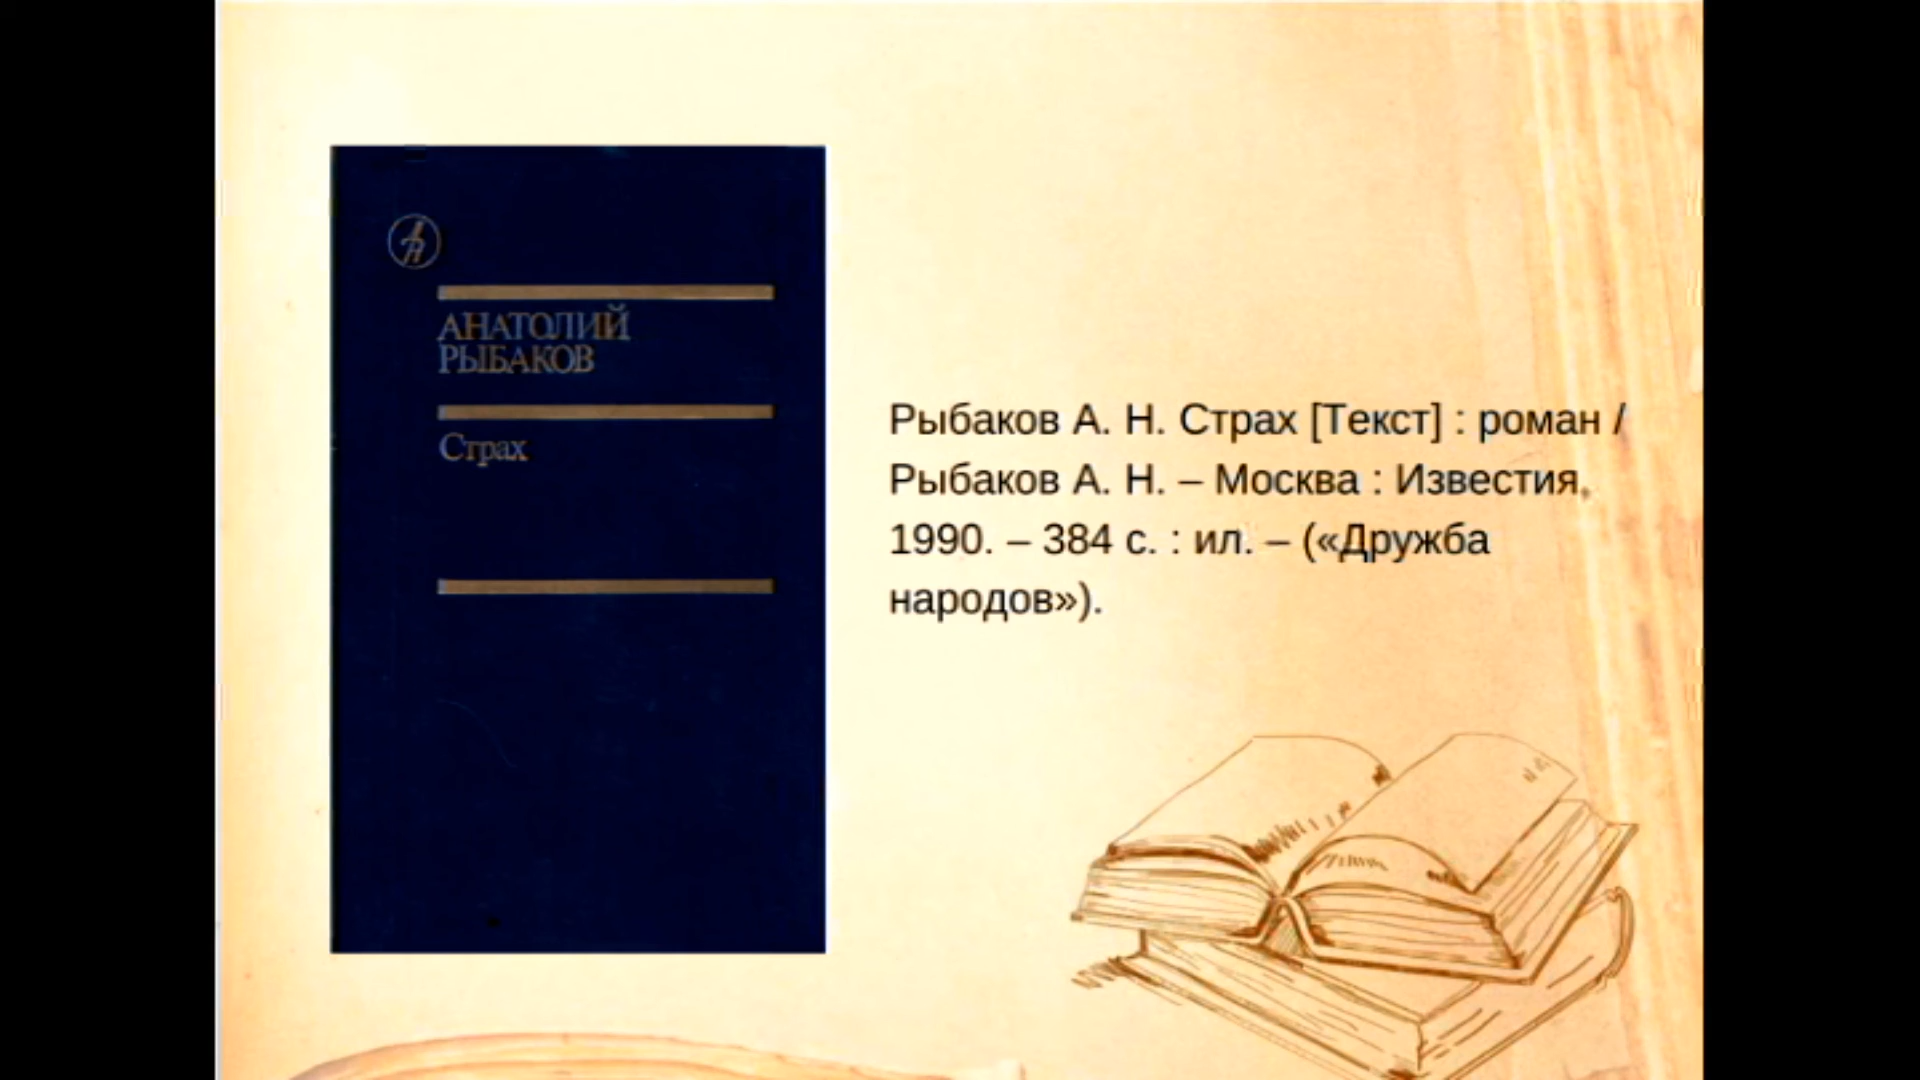 АНАТОЛИЙ
РЫБАКОВ
Страх
Рыбаков А. Н. Страх [Текст] : роман /
Рыбаков А. Н. – Москва : Известия,
1990. – 384 с. : ил. – («Дружба
народов»).